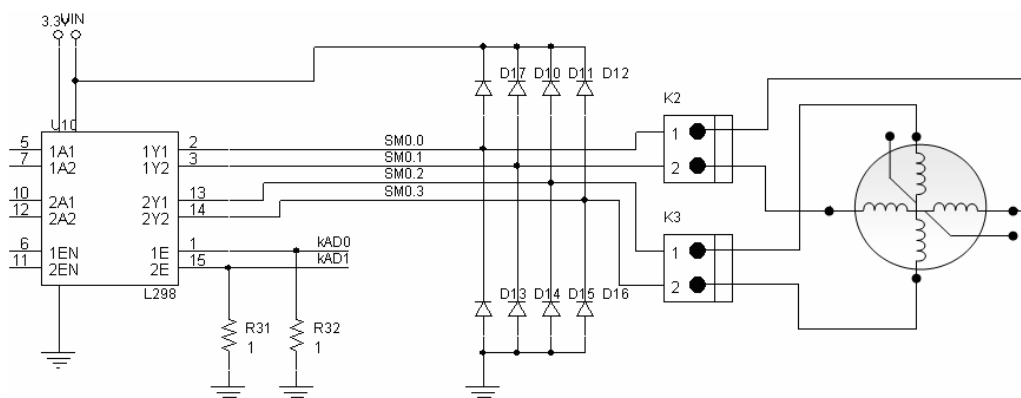 3.3V VIN
D17 D10 D11 D12
K2
U10
5 1A1 1Y1 2 SM0.0 1
7 1A2 1Y2 3 SM0.1 2
SM0.2
10 2A1 2Y1 13 SM0.3
12 2A2 2Y2 14 K3
6 1EN 1E 1 kAD0 1
11 2EN 2E 15 kAD1 2
L298 D13 D14 D15 D16
R31 R32
1 1